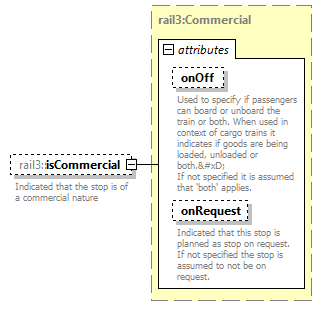 rail3:Commercial
attributes
onOff
Used to specify if passengers
can board or unboard the
train or both. When used in
context of cargo trains it
indicates if goods are being
loaded, unloaded or
both.&#xD;
If not specified it is assumed
that 'both' applies.
rail3::isCommercial
Indicated that the stop is of
a commercial nature
onRequest
Indicated that this stop is
planned as stop on request.
If not specified the stop is
assumed to not be on
request.